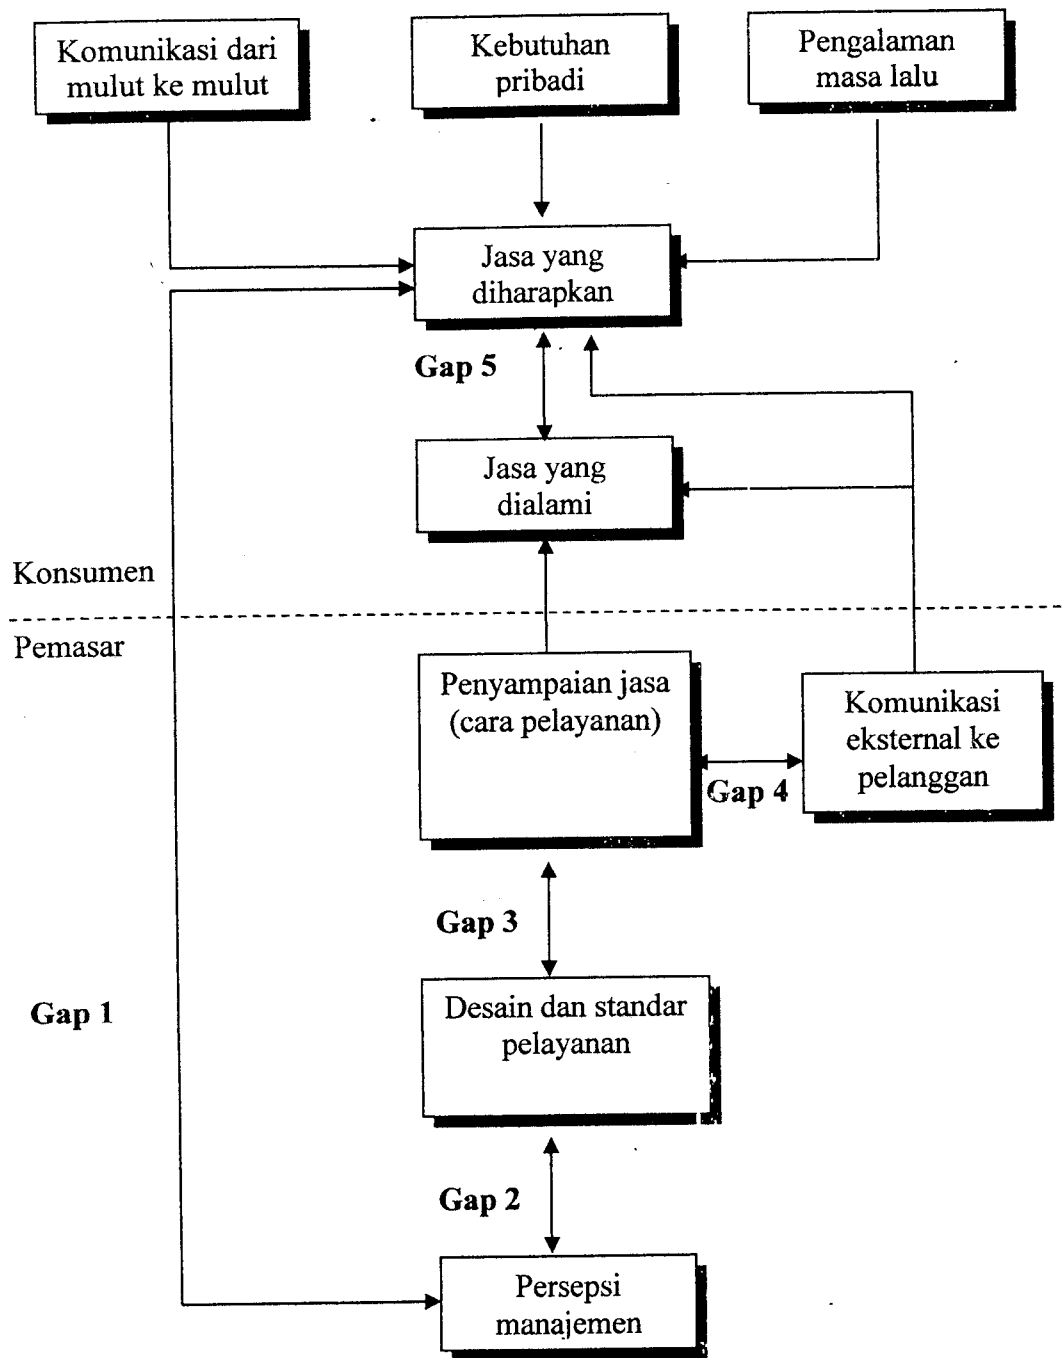 Komunikasi dari
mulut ke mulut
Kebutuhan
pribadi
Pengalaman
masa lalu
Jasa yang
diharapkan
Gap 5
Jasa yang
dialami
Konsumen
Pemasar
Penyampaian jasa
(cara pelayanan)
Komunikasi
eksternal ke
pelanggan
Gap 4
Gap 3
Desain dan standar
pelayanan
Gap 1
Gap 2
Persepsi
manajemen